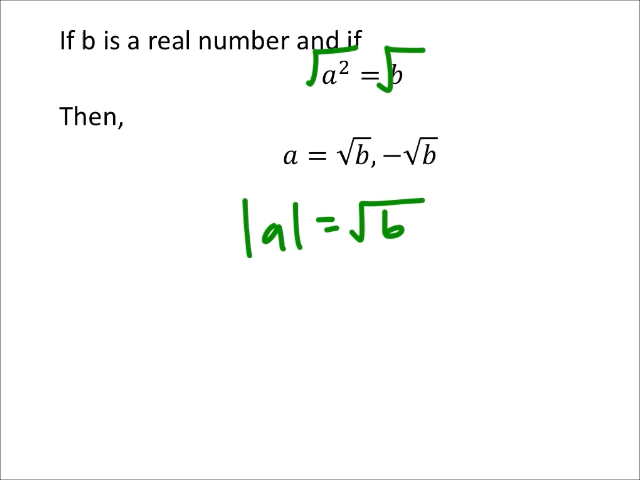 If b is a real number and if
√a² = √b
Then,
a = √b, −√b
|a| = √b